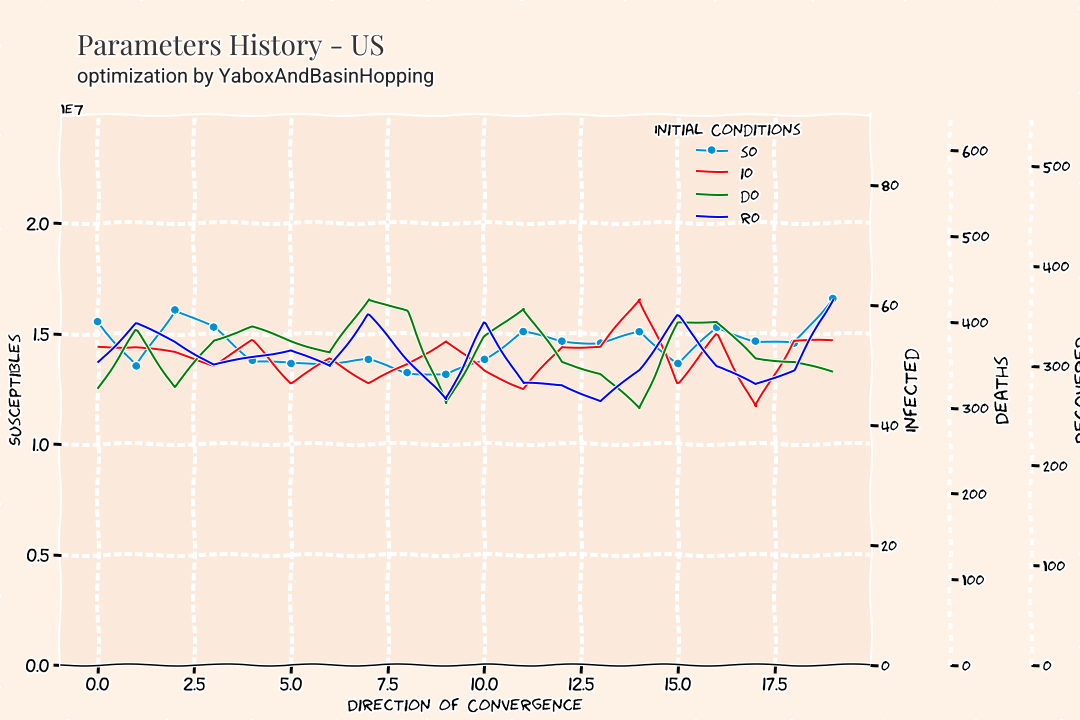 Parameters History - US
optimization by YaboxAndBasinHopping
1E7
INITIAL CONDITIONS
S0
I0
D0
R0
2.0
1.5
1.0
0.5
0.0
SUSCEPTIBLES
0.0 2.5 5.0 7.5 10.0 12.5 15.0 17.5
DIRECTION OF CONVERGENCE
80
60
40
20
0
INFECTED
600
500
400
300
200
100
0
DEATHS
500
400
300
200
100
0